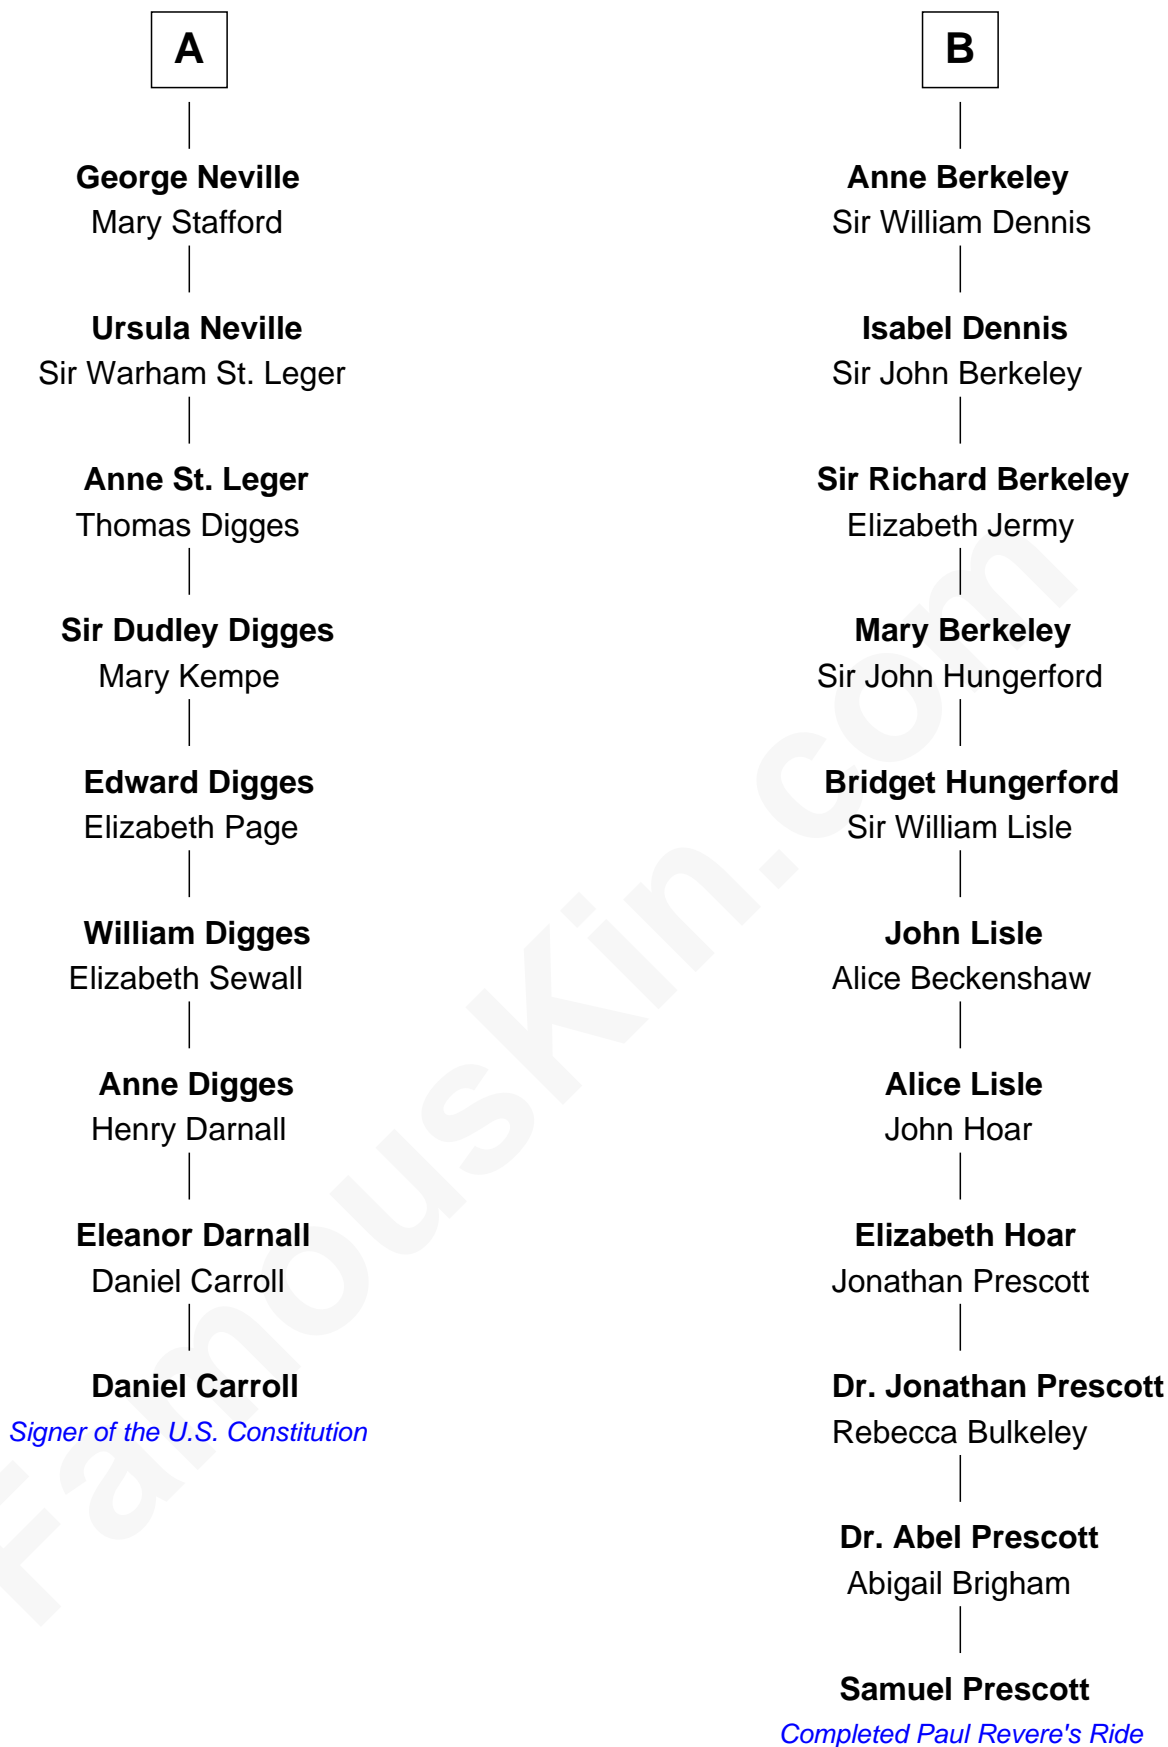 A
George Neville
Mary Stafford
Ursula Neville
Sir Warham St. Leger
Anne St. Leger
Thomas Digges
Sir Dudley Digges
Mary Kempe
Edward Digges
Elizabeth Page
William Digges
Elizabeth Sewall
Anne Digges
Henry Darnall
Eleanor Darnall
Daniel Carroll
Daniel Carroll
Signer of the U.S. Constitution
B
Anne Berkeley
Sir William Dennis
Isabel Dennis
Sir John Berkeley
Sir Richard Berkeley
Elizabeth Jermy
Mary Berkeley
Sir John Hungerford
Bridget Hungerford
Sir William Lisle
John Lisle
Alice Beckenshaw
Alice Lisle
John Hoar
Elizabeth Hoar
Jonathan Prescott
Dr. Jonathan Prescott
Rebecca Bulkeley
Dr. Abel Prescott
Abigail Brigham
Samuel Prescott
Completed Paul Revere's Ride
FamousKin.com